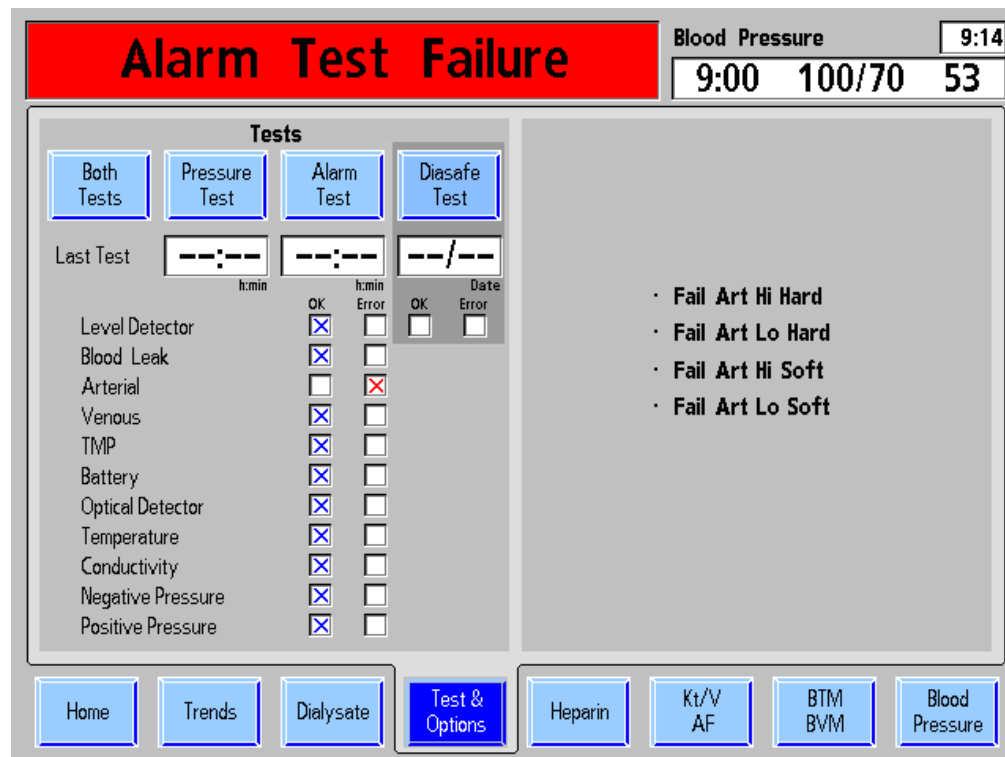 Alarm Test Failure
Blood Pressure
9:14
9:00 100/70 53
Tests
Both Tests
Pressure Test
Alarm Test
Diasafe Test
Last Test --:-- --:-- --/--
h:min h:min Date
OK Error OK Error
Level Detector
Blood Leak
Arterial
Venous
TMP
Battery
Optical Detector
Temperature
Conductivity
Negative Pressure
Positive Pressure
· Fail Art Hi Hard
· Fail Art Lo Hard
· Fail Art Hi Soft
· Fail Art Lo Soft
Home
Trends
Dialysate
Test & Options
Heparin
Kt/V AF
BTM BVM
Blood Pressure